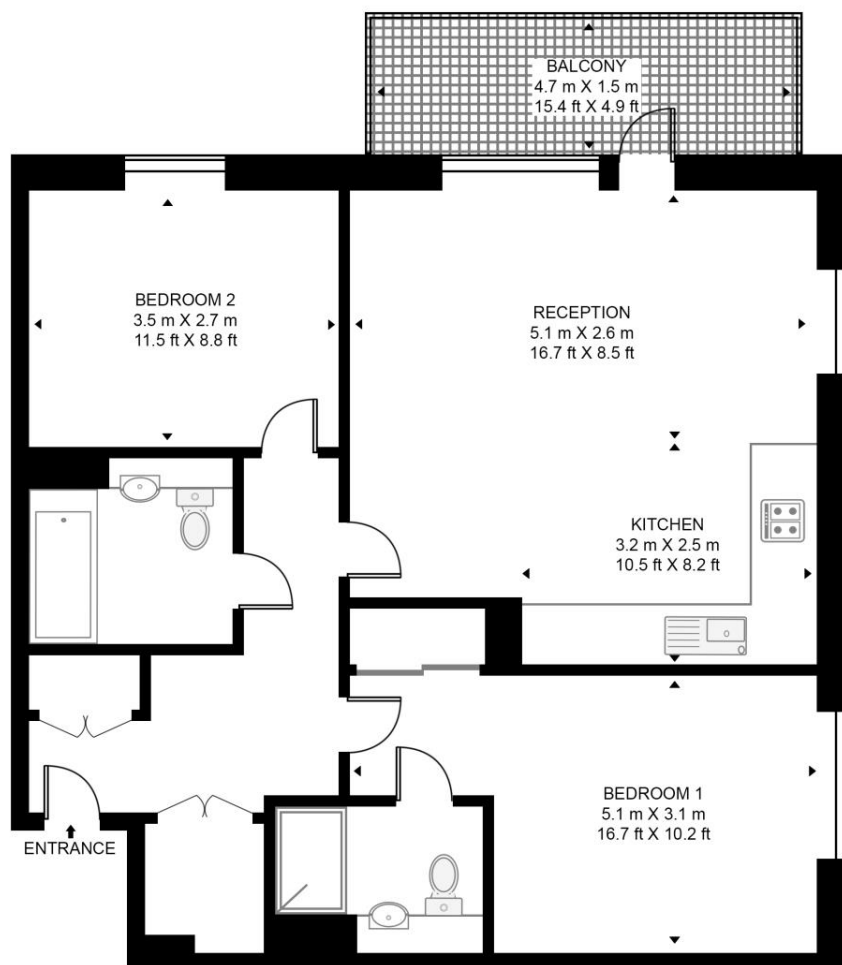 BALCONY
4.7 m X 1.5 m
15.4 ft X 4.9 ft
BEDROOM 2
3.5 m X 2.7 m
11.5 ft X 8.8 ft
RECEPTION
5.1 m X 2.6 m
16.7 ft X 8.5 ft
KITCHEN
3.2 m X 2.5 m
10.5 ft X 8.2 ft
BEDROOM 1
5.1 m X 3.1 m
16.7 ft X 10.2 ft
ENTRANCE